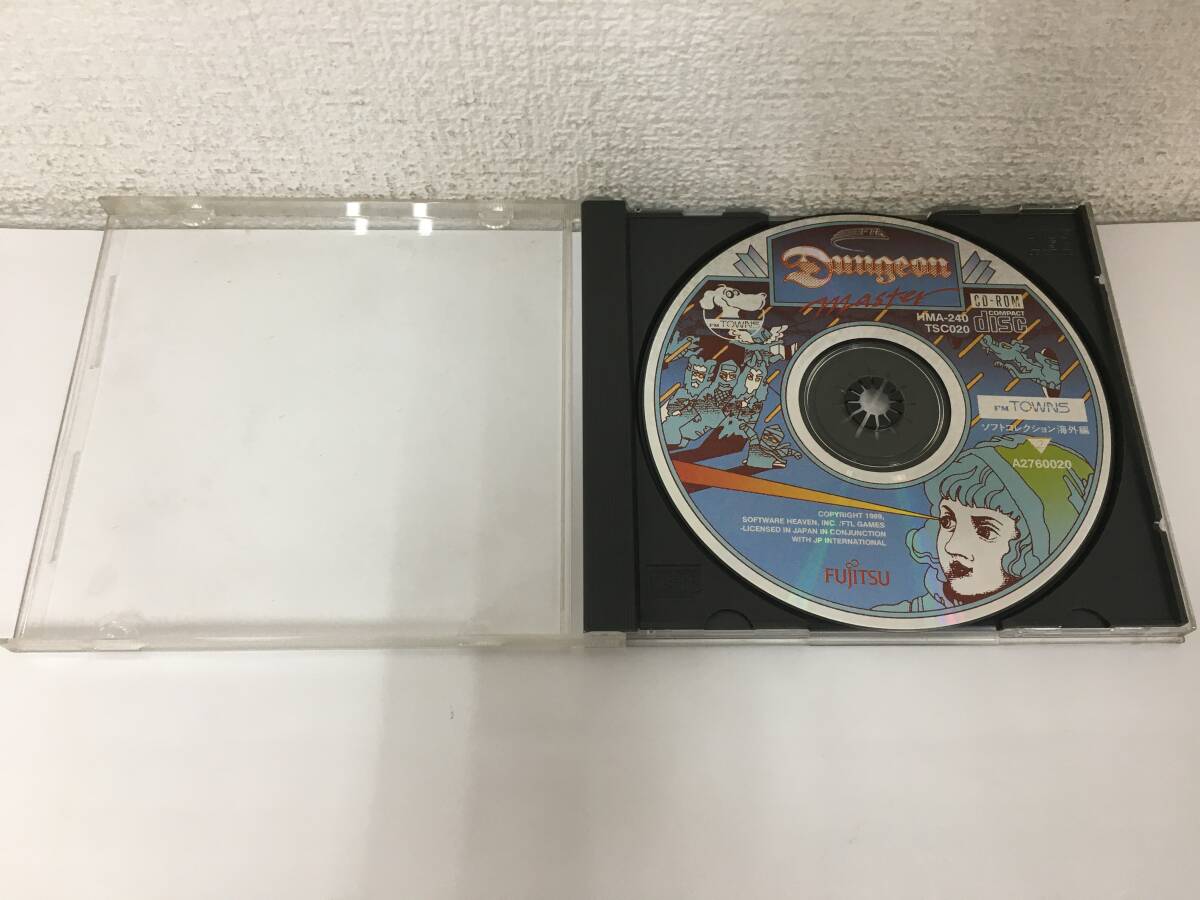 Dungeon
Master
FM TOWNS
CD-ROM
HMA-240
TSC020
COMPACT
disc
FM TOWNS
ソフトコレクション海外編
2
A2760020
COPYRIGHT 1989,
SOFTWARE HEAVEN, INC. /FTL GAMES
-LICENSED IN JAPAN IN CONJUNCTION
WITH JP INTERNATIONAL
FUJITSU